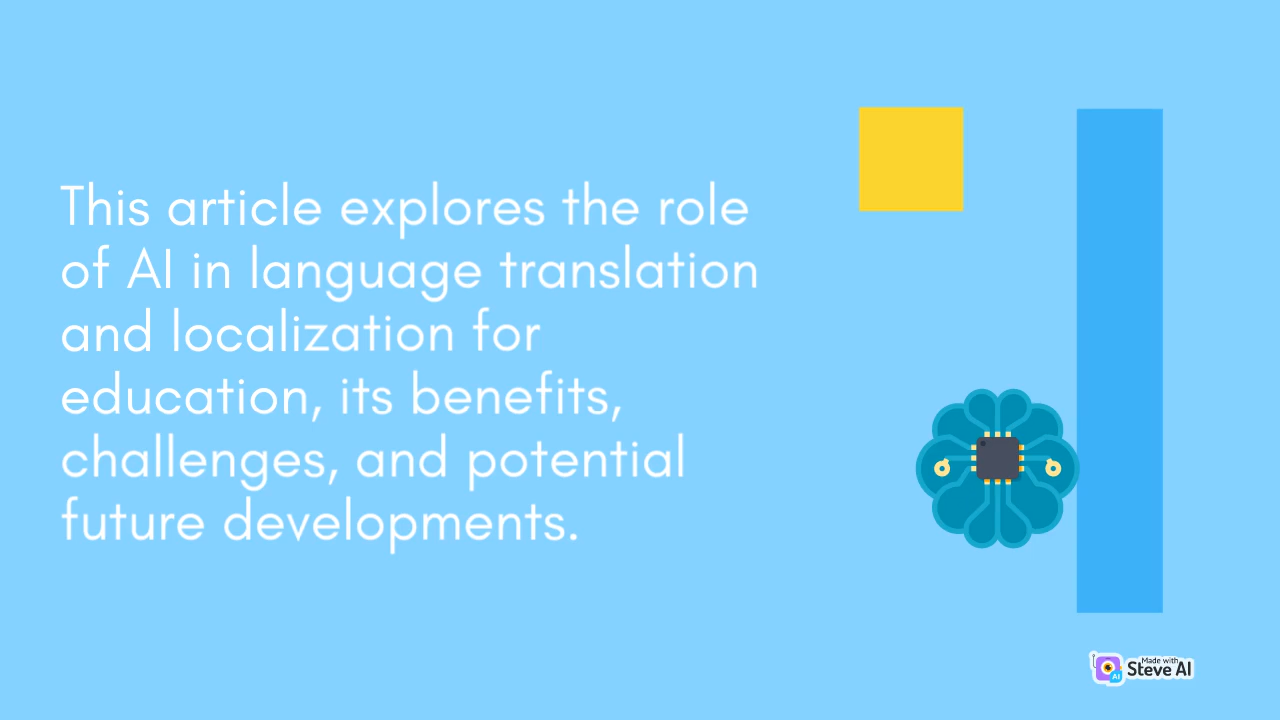 This article explores the role
of AI in language translation
and localization for
education, its benefits,
challenges, and potential
future developments.
Made with
Steve AI
AI